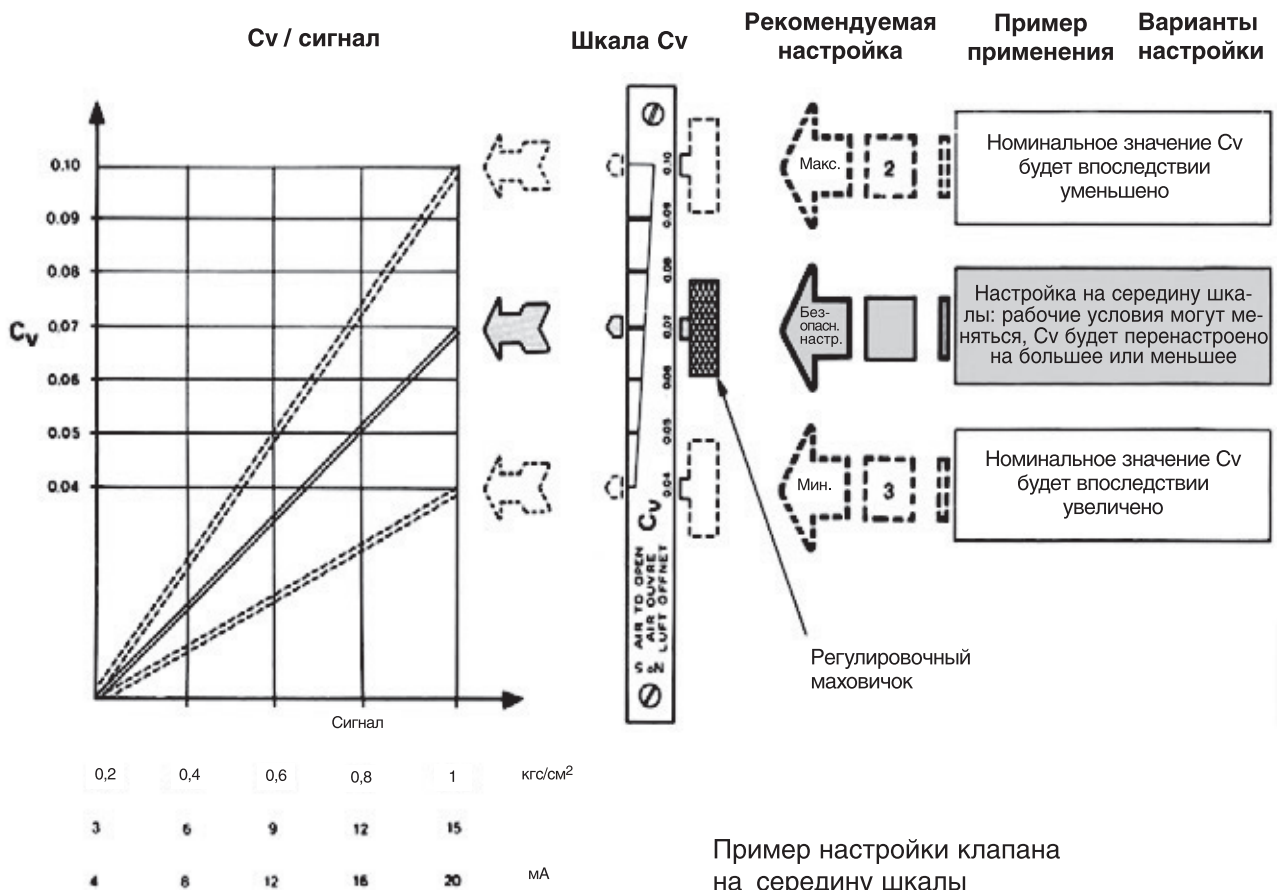 Cv / сигнал
Шкала Cv
Рекомендуемая
настройка
Пример
применения
Варианты
настройки
0.10
0.09
0.08
0.07
0.06
0.05
0.04
Cv
Сигнал
0,2 0,4 0,6 0,8 1 кгс/см²
3 6 9 12 15
4 8 12 16 20 мА
0.10
0.09
0.08
0.07
0.06
0.05
0.04
Cv
AIR TO OPEN
AIR OUVRE
LUFT OFFNET
S oN
Макс.
2
Номинальное значение Cv
будет впоследствии
уменьшено
Без-
опасн.
настр.
Настройка на середину шка-
лы: рабочие условия могут ме-
няться, Cv будет перенастроено
на большее или меньшее
Мин.
3
Номинальное значение Cv
будет впоследствии
увеличено
Регулировочный
маховичок
Пример настройки клапана
на середину шкалы